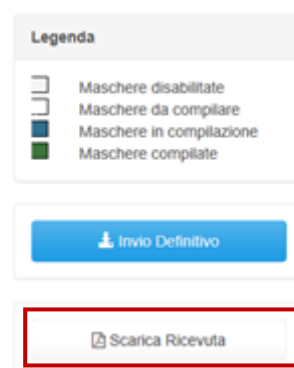 Legenda
Maschere disabilitate
Maschere da compilare
Maschere in compilazione
Maschere compilate
Invio Definitivo
Scarica Ricevuta